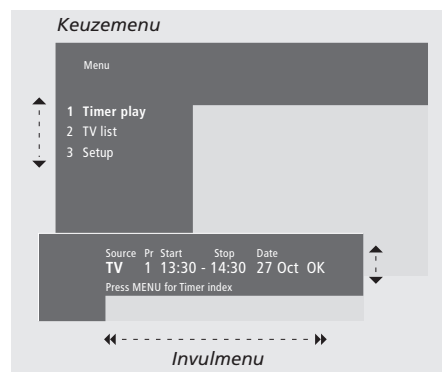 Keuzemenu
Menu
1 Timer play
2 TV list
3 Setup
Source Pr Start Stop Date
TV 1 13:30 - 14:30 27 Oct OK
Press MENU for Timer index
Invulmenu